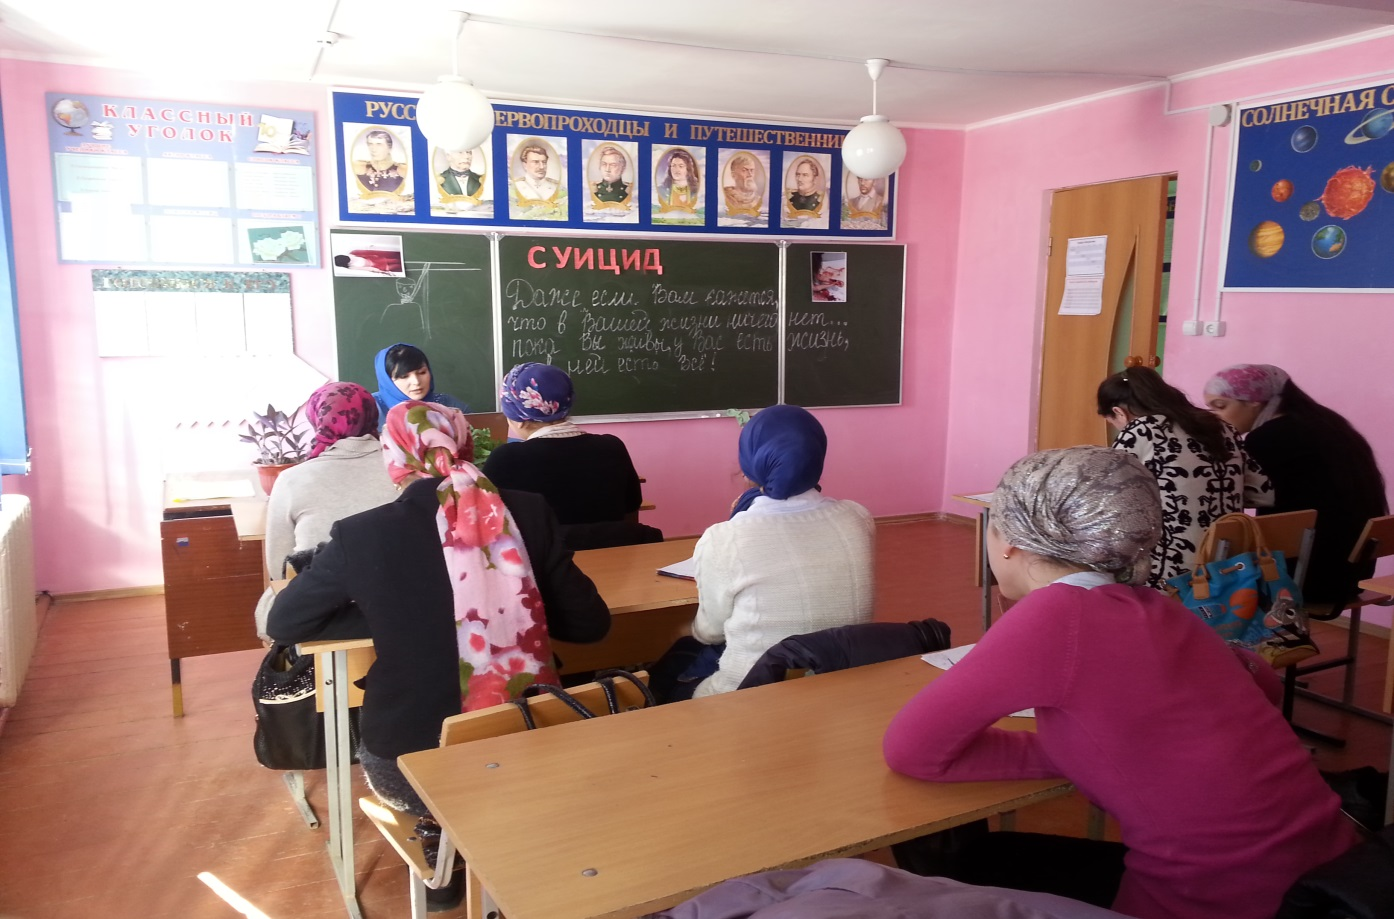 КЛАССНЫЙ
УГОЛОК
РУСС ЕРВОПРОХОДЦЫ И ПУТЕШЕСТВЕННИ
СОЛНЕЧНАЯ С
СУИЦИД
Даже если Вам кажется,
что в Вашей жизни ничего нет...
пока Вы живы, у Вас есть жизнь,
в ней есть Всё!